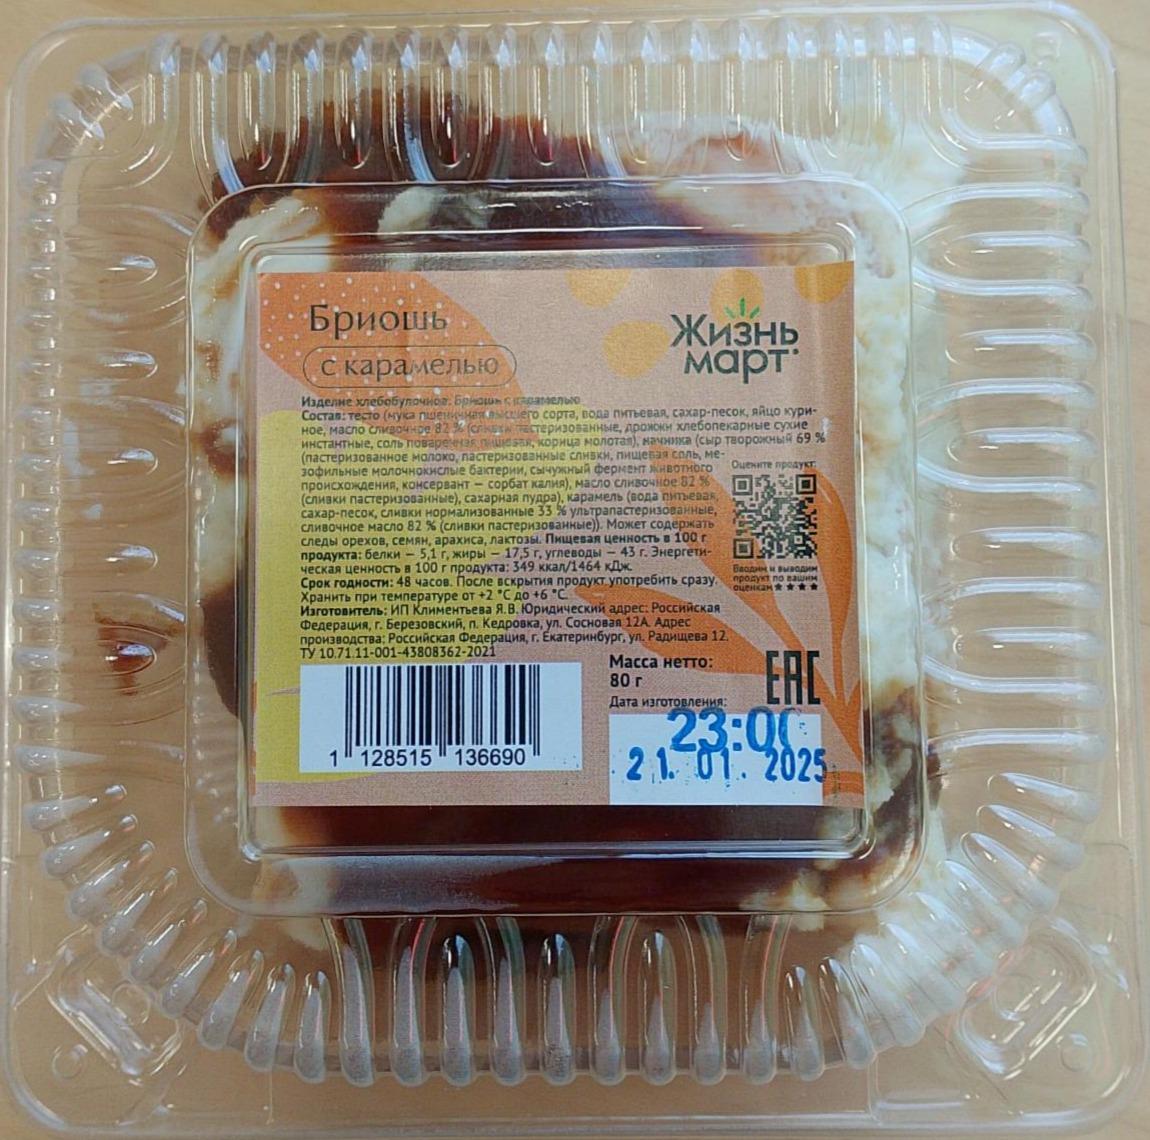 Бриошь
с карамелью
Жизнь
март
Изделие хлебобулочное: Бриошь с карамелью
Состав: тесто (мука пшеничная высшего сорта, вода питьевая, сахар-песок, яйцо кури-
ное, масло сливочное 82 % (сливки пастеризованные, дрожжи хлебопекарные сухие
инстантные, соль поваренная пищевая, корица молотая), начинка (сыр творожный 69 %
(пастеризованное молоко, пастеризованные сливки, пищевая соль, ме-
зофильные молочнокислые бактерии, сычужный фермент животного
происхождения, консервант — сорбат калия), масло сливочное 82 %
(сливки пастеризованные), сахарная пудра), карамель (вода питьевая,
сахар-песок, сливки нормализованные 33 % ультрапастеризованные,
сливочное масло 82 % (сливки пастеризованные)). Может содержать
следы орехов, семян, арахиса, лактозы. Пищевая ценность в 100 г
продукта: белки — 5,1 г, жиры — 17,5 г, углеводы — 43 г. Энергети-
ческая ценность в 100 г продукта: 349 ккал/1464 кДж.
Срок годности: 48 часов. После вскрытия продукт употребить сразу.
Хранить при температуре от +2 °С до +6 °С.
Изготовитель: ИП Климентьева Я.В. Юридический адрес: Российская
Федерация, г. Березовский, п. Кедровка, ул. Сосновая 12А. Адрес
производства: Российская Федерация, г. Екатеринбург, ул. Радищева 12.
ТУ 10.71.11-001-43808362-2021
Оцените продукт:
Вводим и выводим
продукт по вашим
оценкам ★★★★
1 128515 136690
Масса нетто:
80 г
EAC
Дата изготовления:
23:00
21. 01. 2025